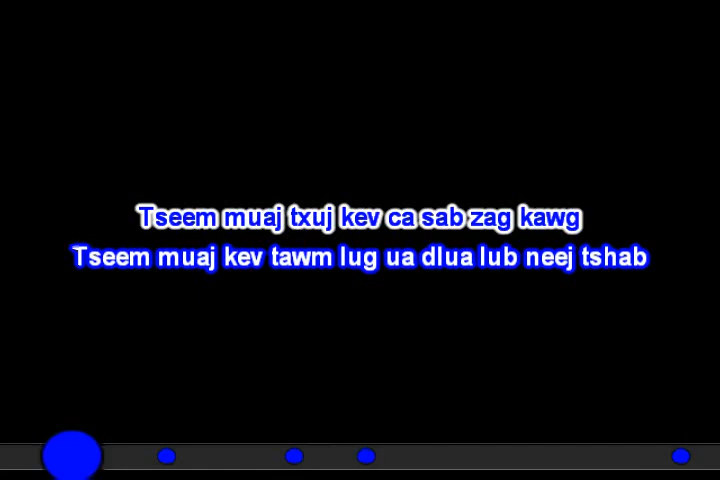 Tseem muaj txuj kev ca sab zag kawg
Tseem muaj kev tawm lug ua dlua lub neej tshab